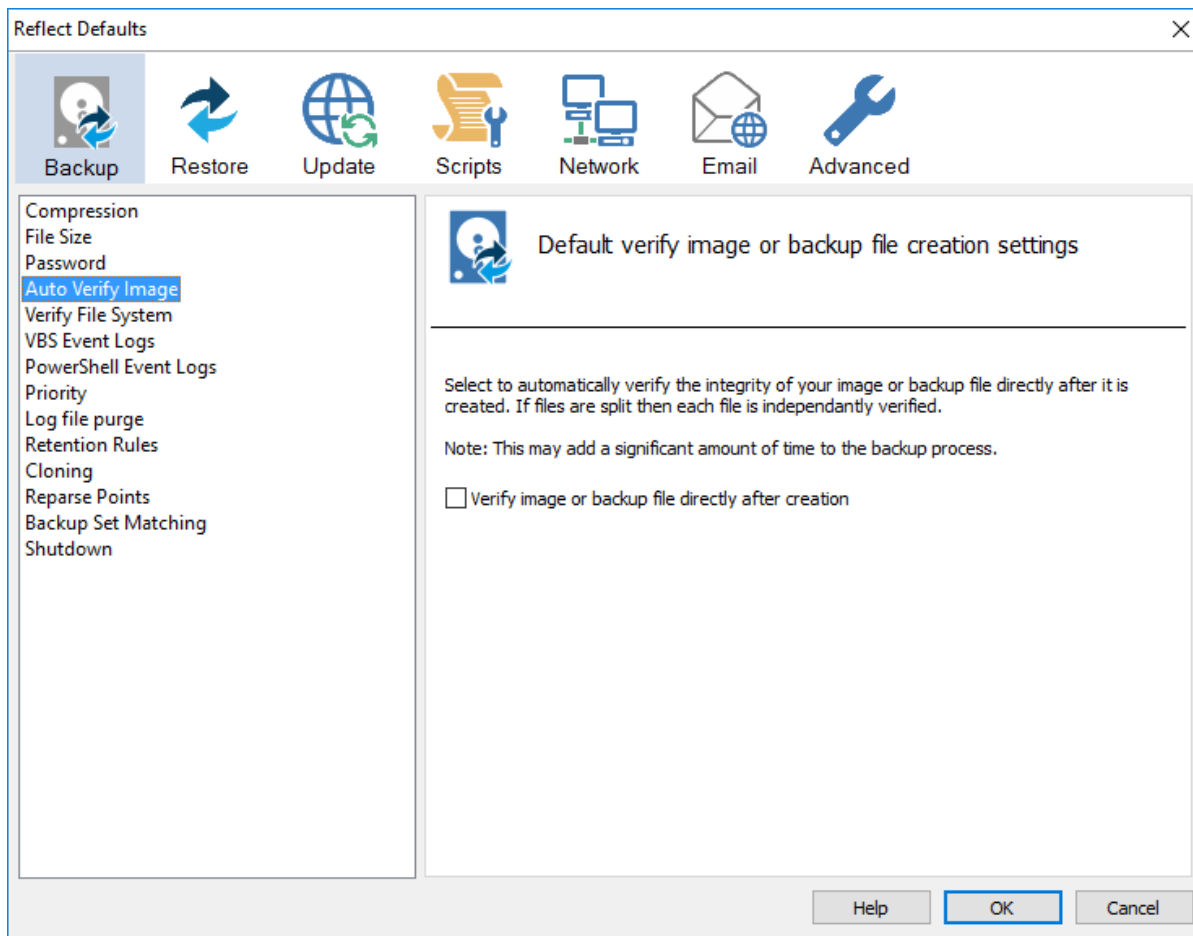 Reflect Defaults
Backup
Restore
Update
Scripts
Network
Email
Advanced
Compression
File Size
Password
Auto Verify Image
Verify File System
VBS Event Logs
PowerShell Event Logs
Priority
Log file purge
Retention Rules
Cloning
Reparse Points
Backup Set Matching
Shutdown
Default verify image or backup file creation settings
Select to automatically verify the integrity of your image or backup file directly after it is
created. If files are split then each file is independantly verified.
Note: This may add a significant amount of time to the backup process.
Verify image or backup file directly after creation
Help
OK
Cancel